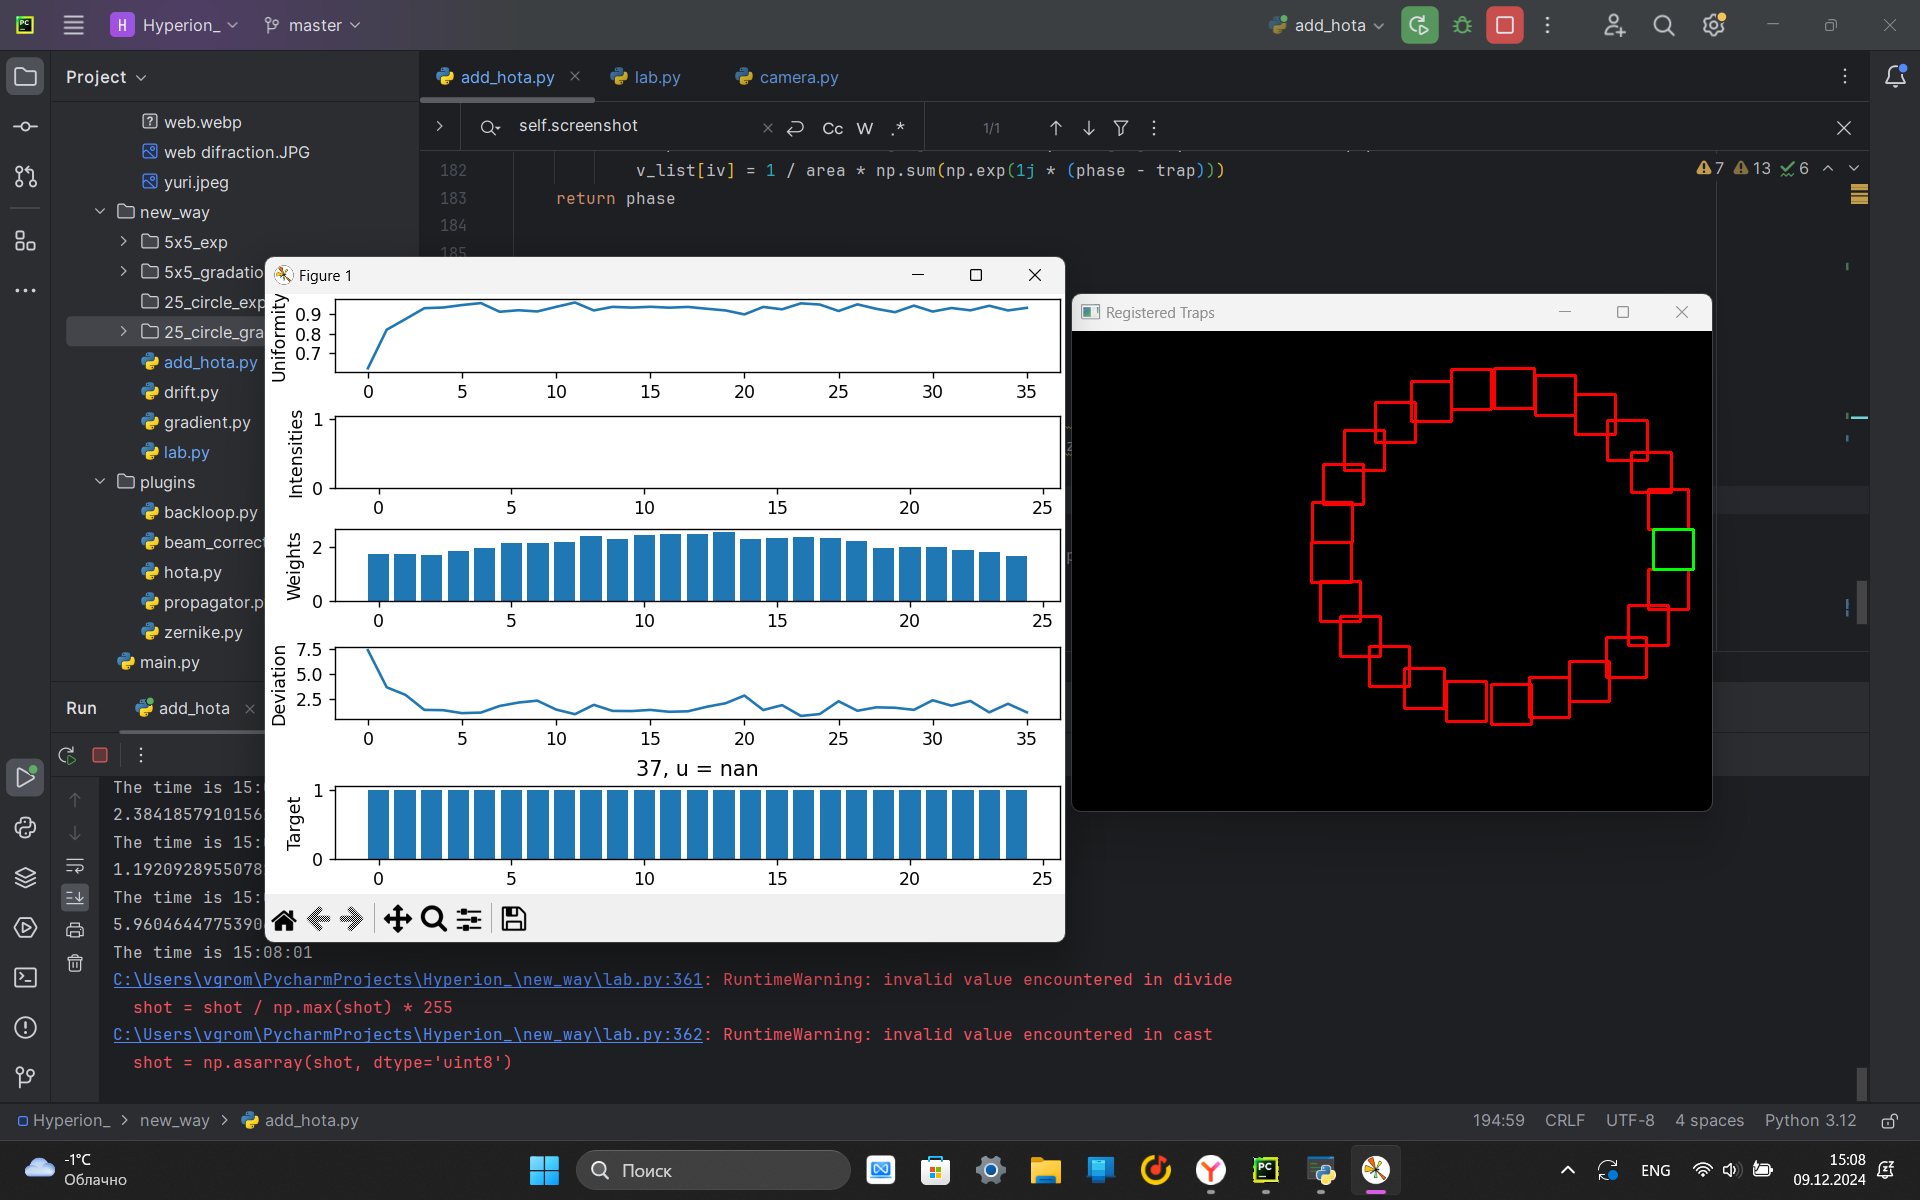 H Hyperion_ master
add_hota
Project
add_hota.py lab.py camera.py
web.webp
web difraction.JPG
yuri.jpeg
new_way
5x5_exp
5x5_gradatio
25_circle_exp
25_circle_gra
add_hota.py
drift.py
gradient.py
lab.py
plugins
backloop.py
beam_correct
hota.py
propagator.p
zernike.py
main.py
self.screenshot
Cc W .* 1/1
7 13 6
182 v_list[iv] = 1 / area * np.sum(np.exp(1j * (phase - trap)))
183 return phase
184
185
Figure 1
Uniformity
0.9
0.8
0.7
0 5 10 15 20 25 30 35
Intensities
1
0
0 5 10 15 20 25
Weights
2
0
0 5 10 15 20 25
Deviation
7.5
5.0
2.5
0 5 10 15 20 25 30 35
37, u = nan
Target
1
0
0 5 10 15 20 25
Registered Traps
Run add_hota
The time is 15:
2.3841857910156
The time is 15:
1.1920928955078
The time is 15:
5.9604644775390
The time is 15:08:01
C:\Users\vgrom\PycharmProjects\Hyperion_\new_way\lab.py:361: RuntimeWarning: invalid value encountered in divide
shot = shot / np.max(shot) * 255
C:\Users\vgrom\PycharmProjects\Hyperion_\new_way\lab.py:362: RuntimeWarning: invalid value encountered in cast
shot = np.asarray(shot, dtype='uint8')
Hyperion_ > new_way > add_hota.py
194:59 CRLF UTF-8 4 spaces Python 3.12
-1°C
Облачно
Поиск
ENG
15:08
09.12.2024